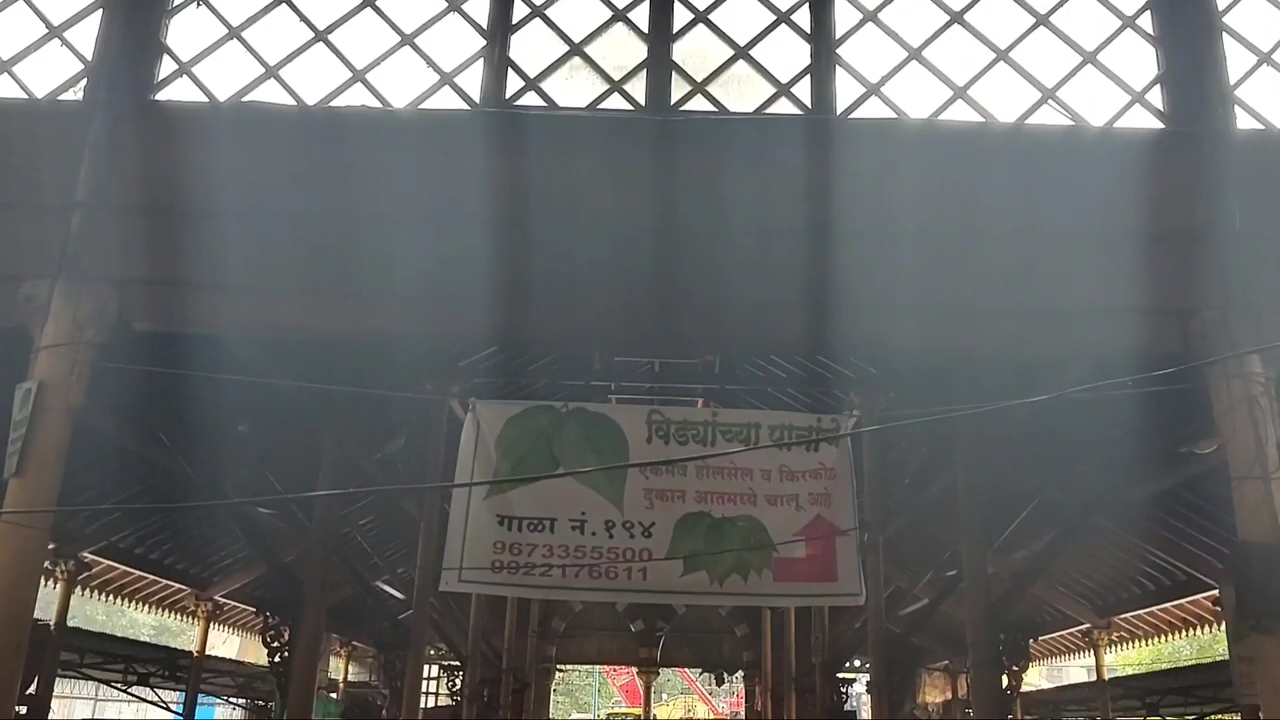 विड्यांच्या पानांचे
एकमेव होलसेल व किरकोळ
दुकान आतमध्ये चालू आहे
गाळा नं.१९४
9673355500
9922176611